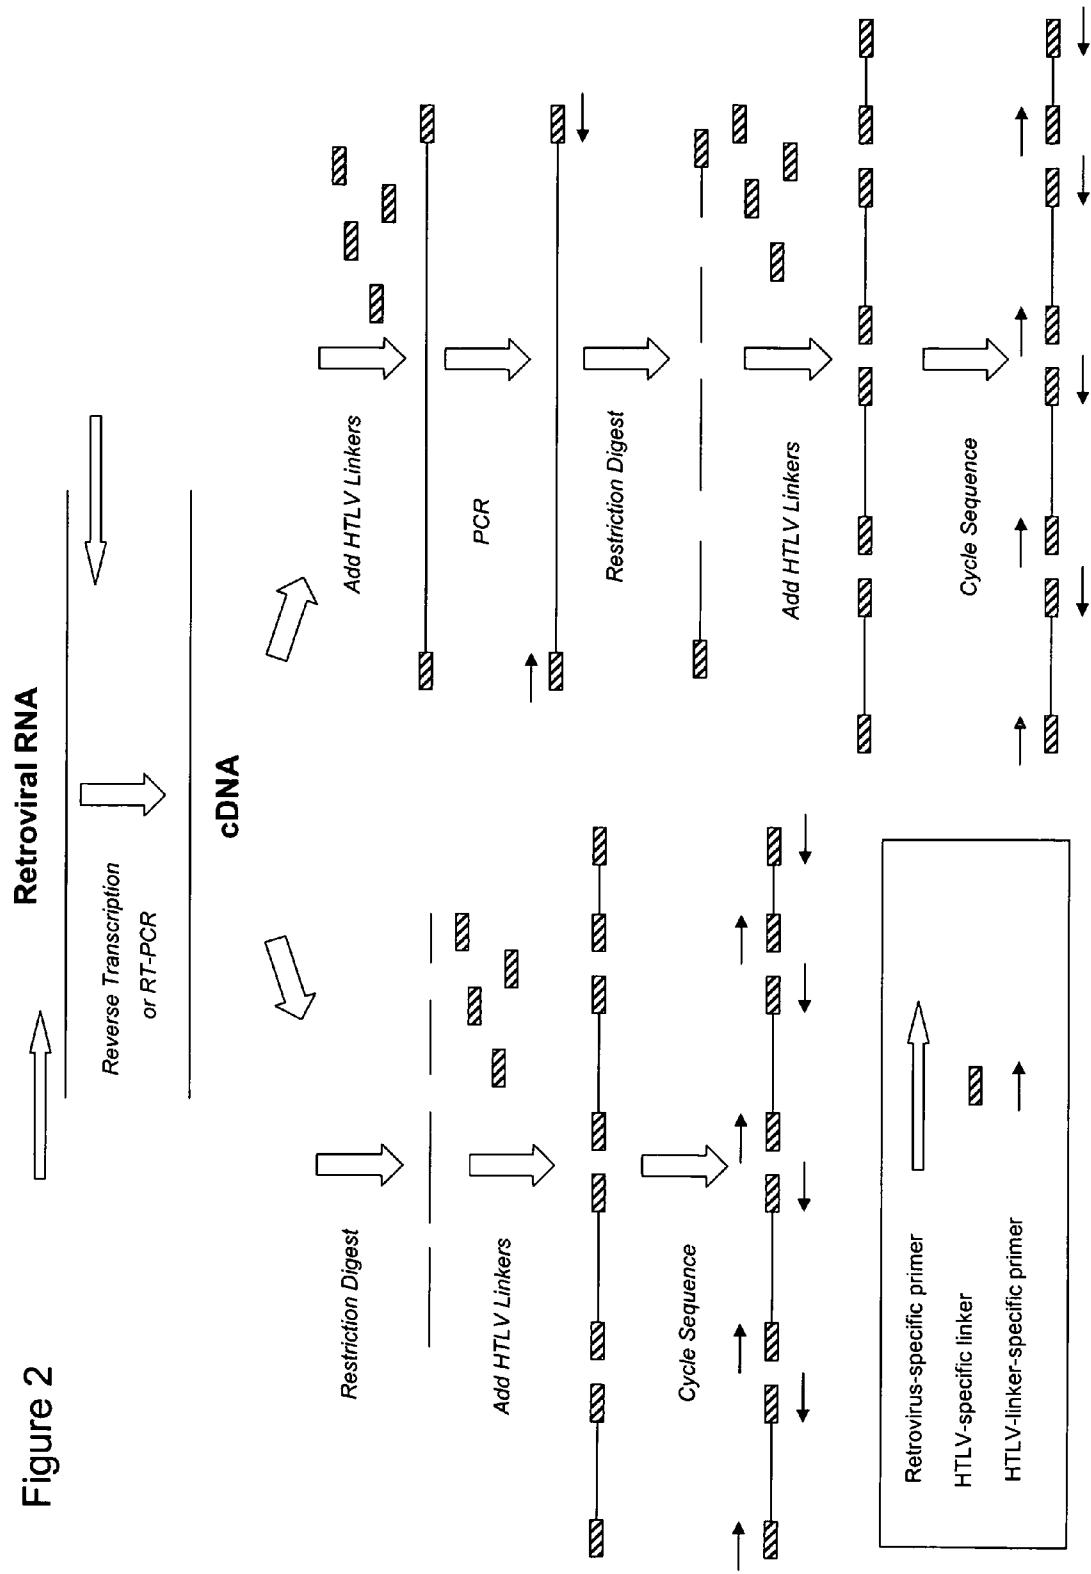 Figure 2
Retroviral RNA
Reverse Transcription
or RT-PCR
cDNA
Restriction Digest
Add HTLV Linkers
Cycle Sequence
Add HTLV Linkers
PCR
Restriction Digest
Add HTLV Linkers
Cycle Sequence
Retrovirus-specific primer
HTLV-specific linker
HTLV-linker-specific primer